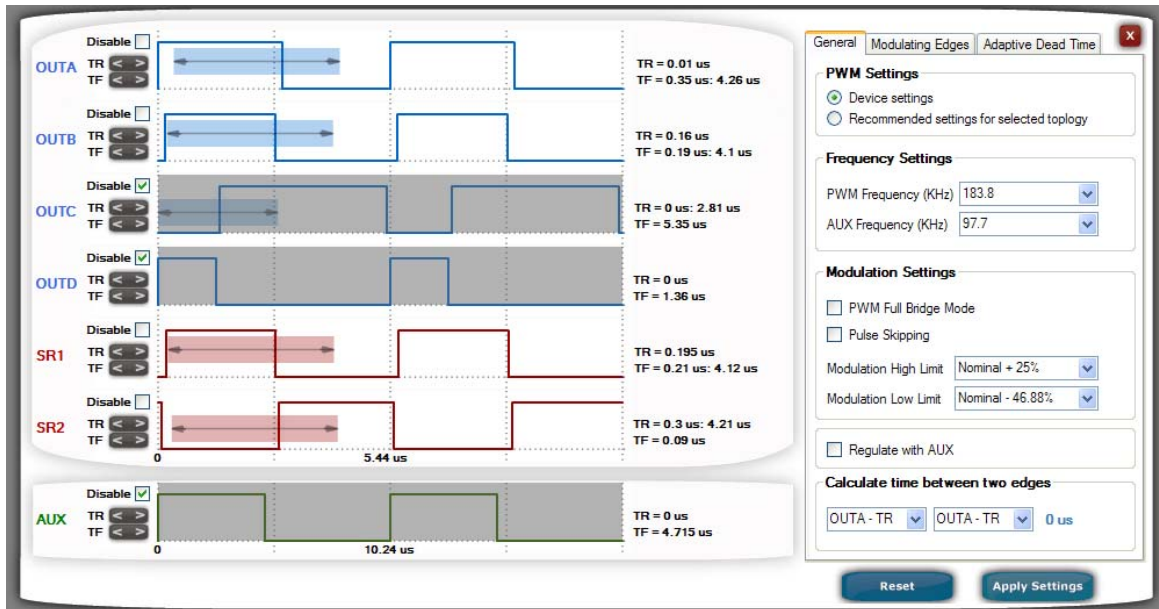 Disable
OUTA
TR < >
TF < >
TR = 0.01 us
TF = 0.35 us: 4.26 us
Disable
OUTB
TR < >
TF < >
TR = 0.16 us
TF = 0.19 us: 4.1 us
Disable
OUTC
TR < >
TF < >
TR = 0 us: 2.81 us
TF = 5.35 us
Disable
OUTD
TR < >
TF < >
TR = 0 us
TF = 1.36 us
Disable
SR1
TR < >
TF < >
TR = 0.195 us
TF = 0.21 us: 4.12 us
Disable
SR2
TR < >
TF < >
TR = 0.3 us: 4.21 us
TF = 0.09 us
0
5.44 us
Disable
AUX
TR < >
TF < >
TR = 0 us
TF = 4.715 us
0
10.24 us
General Modulating Edges Adaptive Dead Time X
PWM Settings
Device settings
Recommended settings for selected toplogy
Frequency Settings
PWM Frequency (KHz) 183.8
AUX Frequency (KHz) 97.7
Modulation Settings
PWM Full Bridge Mode
Pulse Skipping
Modulation High Limit Nominal + 25%
Modulation Low Limit Nominal - 46.88%
Regulate with AUX
Calculate time between two edges
OUTA - TR OUTA - TR 0 us
Reset Apply Settings